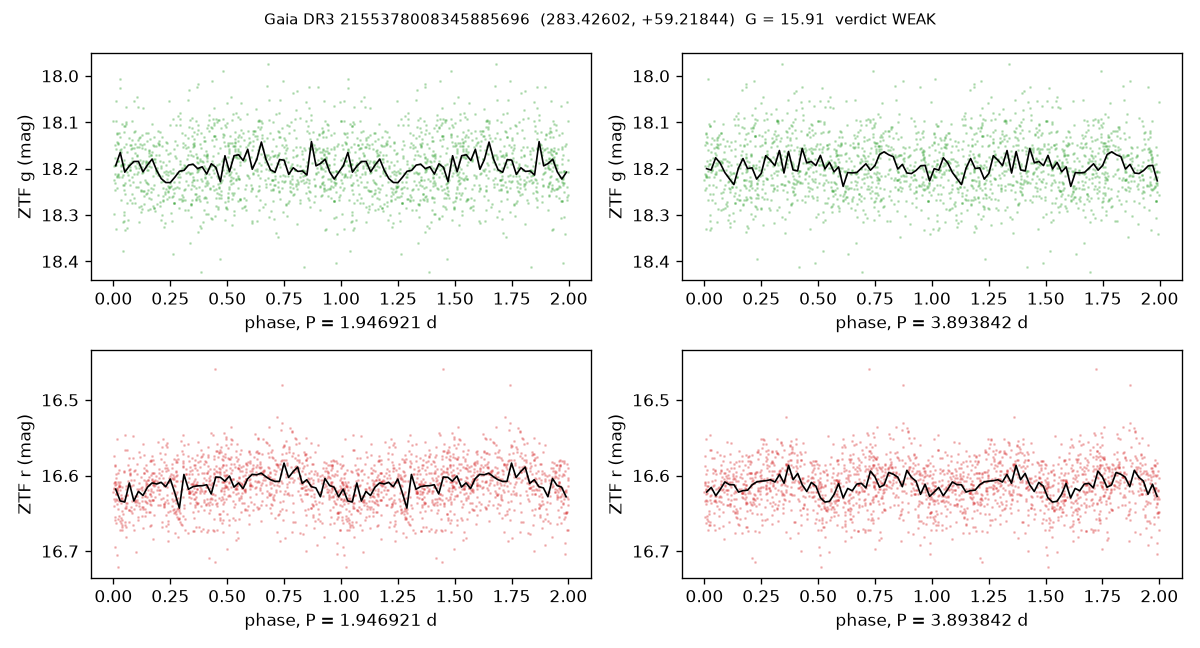 Gaia DR3 2155378008345885696 (283.42602, +59.21844) G = 15.91 verdict WEAK
ZTF g (mag)
18.0
18.1
18.2
18.3
18.4
0.00 0.25 0.50 0.75 1.00 1.25 1.50 1.75 2.00
phase, P = 1.946921 d
18.0
18.1
18.2
18.3
18.4
ZTF g (mag)
0.00 0.25 0.50 0.75 1.00 1.25 1.50 1.75 2.00
phase, P = 3.893842 d
ZTF r (mag)
16.5
16.6
16.7
0.00 0.25 0.50 0.75 1.00 1.25 1.50 1.75 2.00
phase, P = 1.946921 d
ZTF r (mag)
16.5
16.6
16.7
0.00 0.25 0.50 0.75 1.00 1.25 1.50 1.75 2.00
phase, P = 3.893842 d